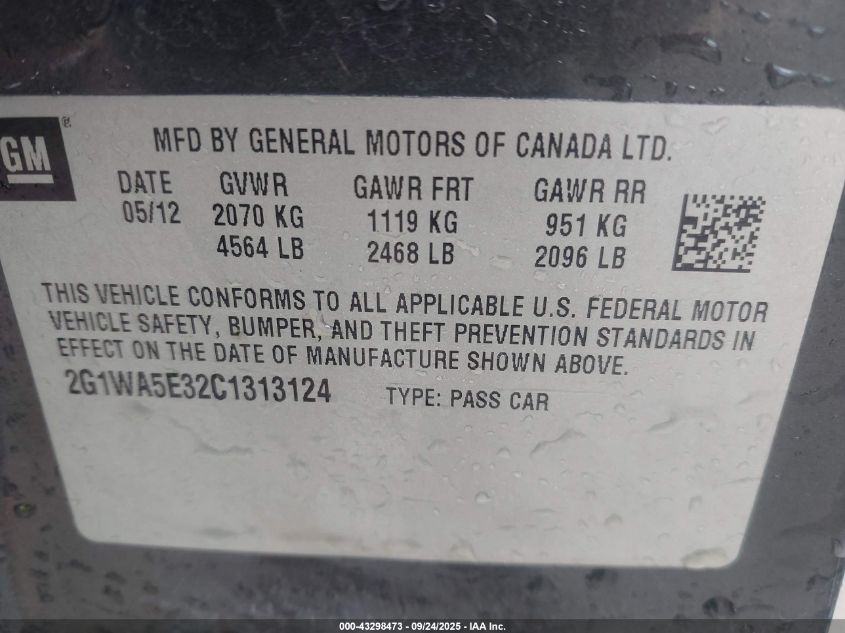 GM®
MFD BY GENERAL MOTORS OF CANADA LTD.
DATE GVWR GAWR FRT GAWR RR
05/12 2070 KG 1119 KG 951 KG
4564 LB 2468 LB 2096 LB
THIS VEHICLE CONFORMS TO ALL APPLICABLE U.S. FEDERAL MOTOR
VEHICLE SAFETY, BUMPER, AND THEFT PREVENTION STANDARDS IN
EFFECT ON THE DATE OF MANUFACTURE SHOWN ABOVE.
2G1WA5E32C1313124 TYPE: PASS CAR
000-43298473 - 09/24/2025 - IAA Inc.